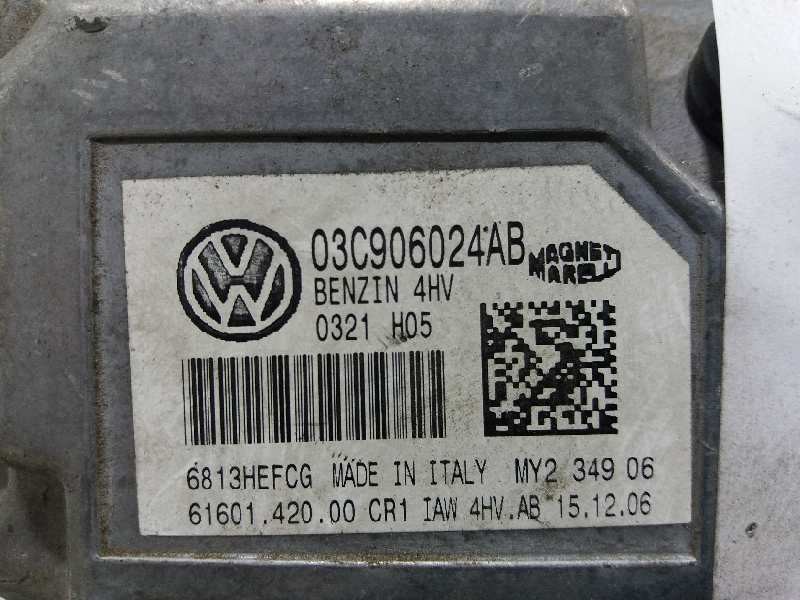 03C906024AB
MAGNETI
MARELLI
BENZIN 4HV
0321 H05
6813HEFCG MADE IN ITALY MY2 349 06
61601.420.00 CR1 IAW 4HV.AB 15.12.06